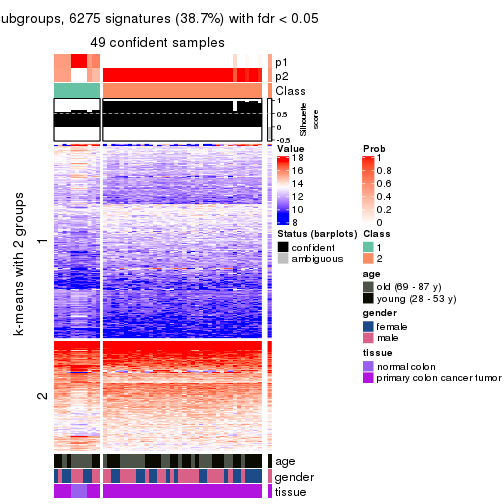 ubgroups, 6275 signatures (38.7%) with fdr < 0.05
49 confident samples
p1
p2
Class
1
0.5
0
-0.5
Silhouette
score
k-means with 2 groups
1
2
Value
18
16
14
12
10
8
Prob
1
0.8
0.6
0.4
0.2
0
Status (barplots)
confident
ambiguous
Class
1
2
age
old (69 - 87 y)
young (28 - 53 y)
gender
female
male
tissue
normal colon
primary colon cancer tumor
age
gender
tissue